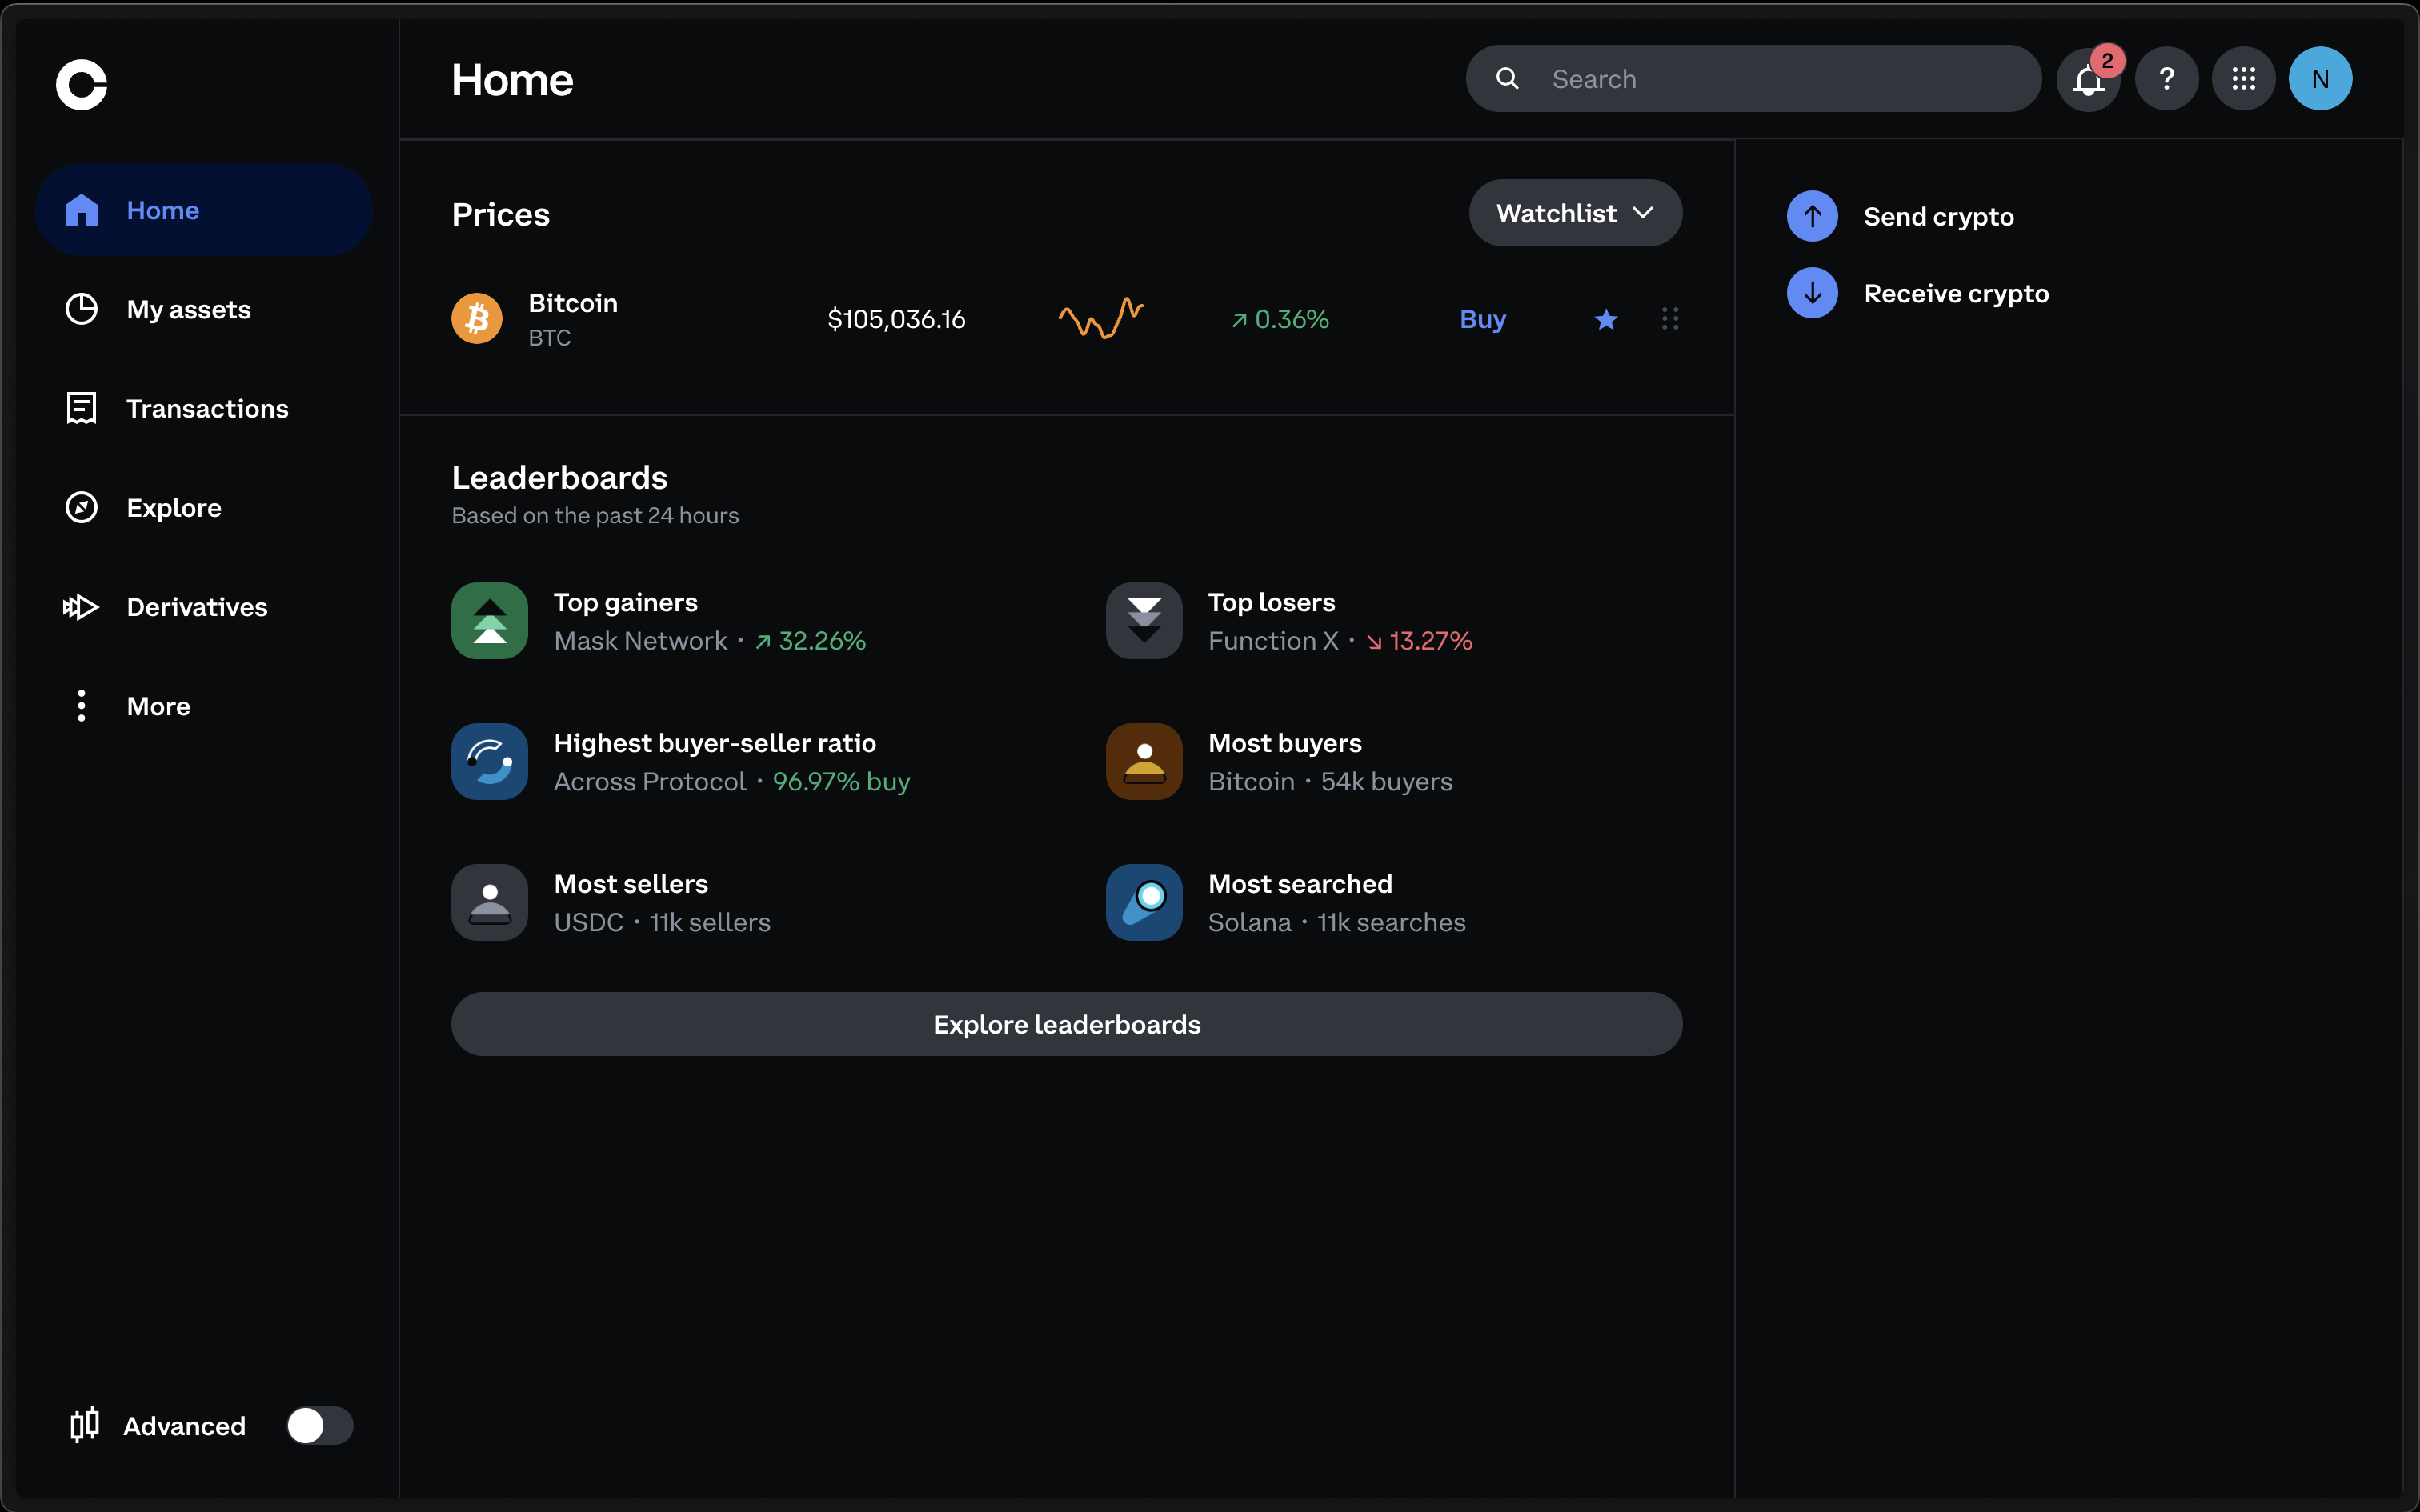 Home
Search
2
?
N
Home
My assets
Transactions
Explore
Derivatives
More
Advanced
Prices
Watchlist
Bitcoin
BTC
$105,036.16
↗ 0.36%
Buy
Send crypto
Receive crypto
Leaderboards
Based on the past 24 hours
Top gainers
Mask Network · ↗ 32.26%
Top losers
Function X · ↘ 13.27%
Highest buyer-seller ratio
Across Protocol · 96.97% buy
Most buyers
Bitcoin · 54k buyers
Most sellers
USDC · 11k sellers
Most searched
Solana · 11k searches
Explore leaderboards